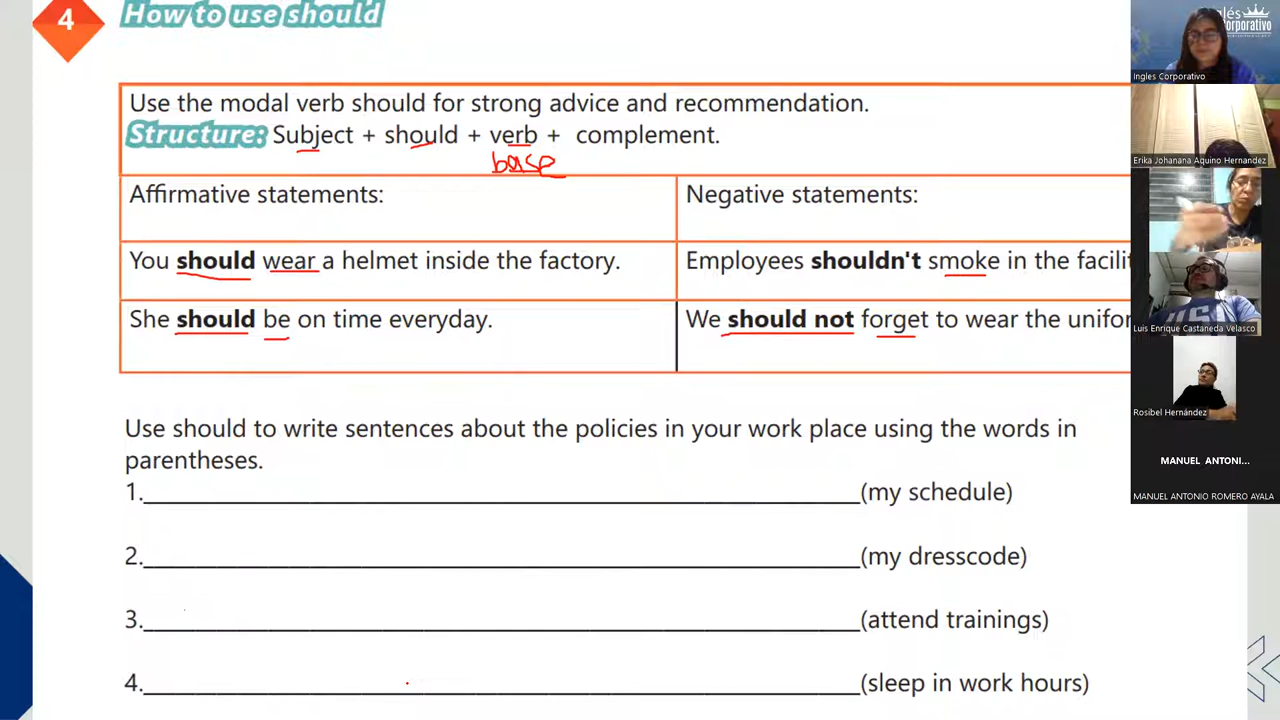 4
How to use should
Use the modal verb should for strong advice and recommendation.
Structure: Subject + should + verb + complement.
base
Affirmative statements:
Negative statements:
You should wear a helmet inside the factory.
Employees shouldn't smoke in the facilit
She should be on time everyday.
We should not forget to wear the unifor
Use should to write sentences about the policies in your work place using the words in
parentheses.
1.(my schedule)
2.(my dresscode)
3.(attend trainings)
4.(sleep in work hours)
Inglés
Corporativo
Ingles Corporativo
Erika Johanana Aquino Hernandez
Luis Enrique Castaneda Velasco
Rosibel Hernández
MANUEL ANTONI...
MANUEL ANTONIO ROMERO AYALA